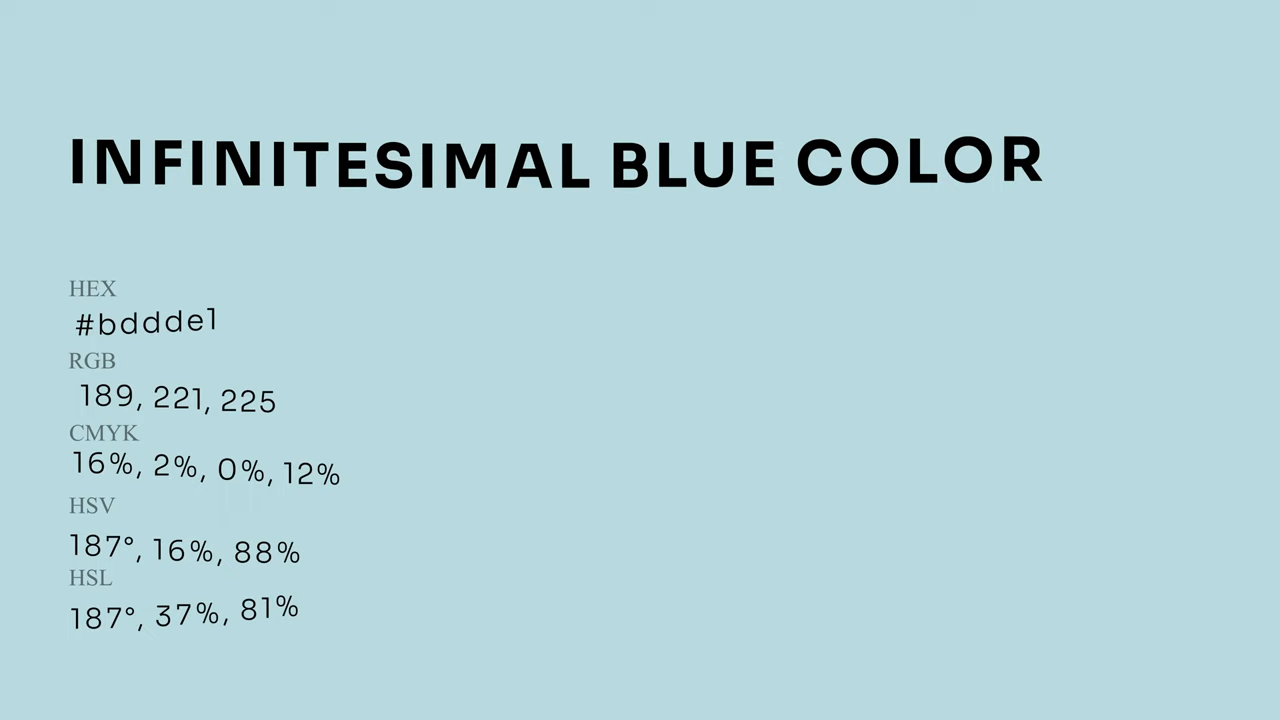 INFINITESIMAL BLUE COLOR
HEX
#bddde1
RGB
189, 221, 225
CMYK
16%, 2%, 0%, 12%
HSV
187°, 16%, 88%
HSL
187°, 37%, 81%